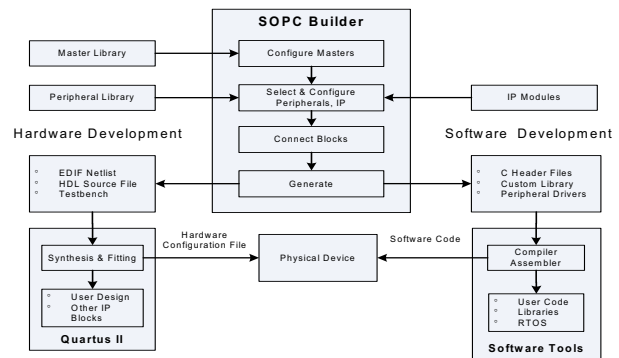 SOPC Builder
Master Library
Configure Masters
Peripheral Library
Select & Configure
Peripherals, IP
IP Modules
Hardware Development
Connect Blocks
Software Development
° EDIF Netlist
° HDL Source File
° Testbench
Generate
° C Header Files
° Custom Library
° Peripheral Drivers
Synthesis & Fitting
Hardware
Configuration File
Physical Device
Software Code
Compiler
Assembler
° User Design
° Other IP
Blocks
Quartus II
° User Code
° Libraries
° RTOS
Software Tools